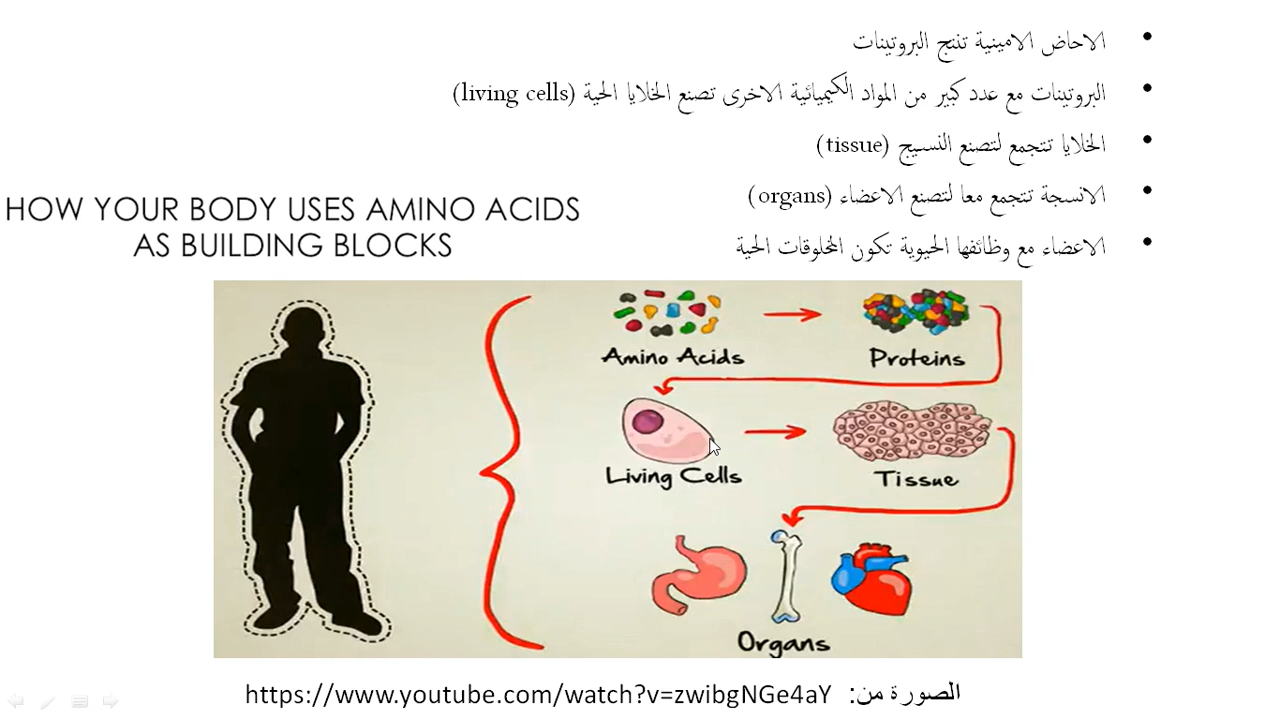 الاحاض الامينية تنتج البروتينات
البروتينات مع عدد كبير من المواد الكيميائية الاخرى تصنع الخلايا الحية (living cells)
الخلايا تتجمع لتصنع النسيج (tissue)
الانسجة تتجمع معا لتصنع الاعضاء (organs)
الاعضاء مع وظائفها الحيوية تكون المخلوقات الحية
HOW YOUR BODY USES AMINO ACIDS
AS BUILDING BLOCKS
Amino Acids
Proteins
Living Cells
Tissue
Organs
الصورة من: https://www.youtube.com/watch?v=zwibgNGe4aY